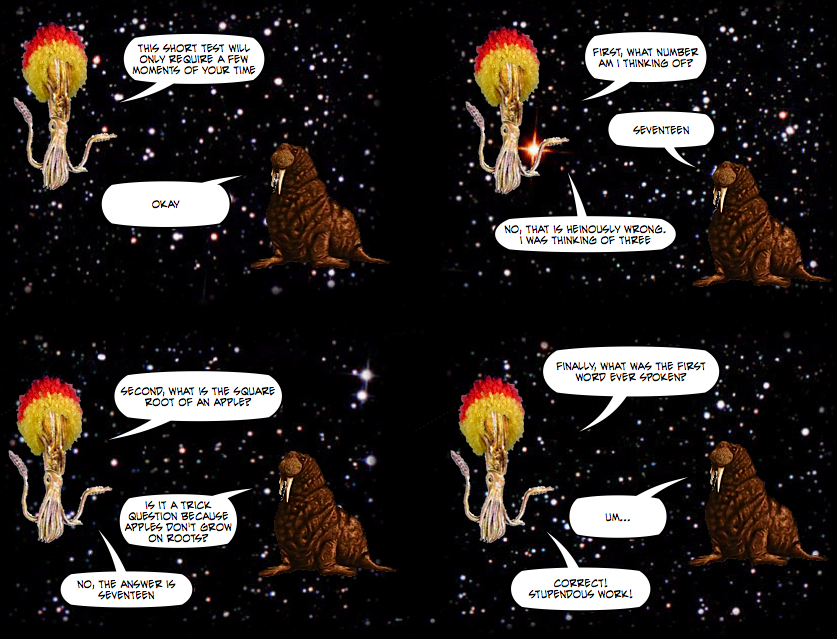 THIS SHORT TEST WILL
ONLY REQUIRE A FEW
MOMENTS OF YOUR TIME
OKAY
FIRST, WHAT NUMBER
AM I THINKING OF?
SEVENTEEN
NO, THAT IS HEINOUSLY WRONG.
I WAS THINKING OF THREE
SECOND, WHAT IS THE SQUARE
ROOT OF AN APPLE?
IS IT A TRICK
QUESTION BECAUSE
APPLES DON'T GROW
ON ROOTS?
NO, THE ANSWER IS
SEVENTEEN
FINALLY, WHAT WAS THE FIRST
WORD EVER SPOKEN?
UM...
CORRECT!
STUPENDOUS WORK!